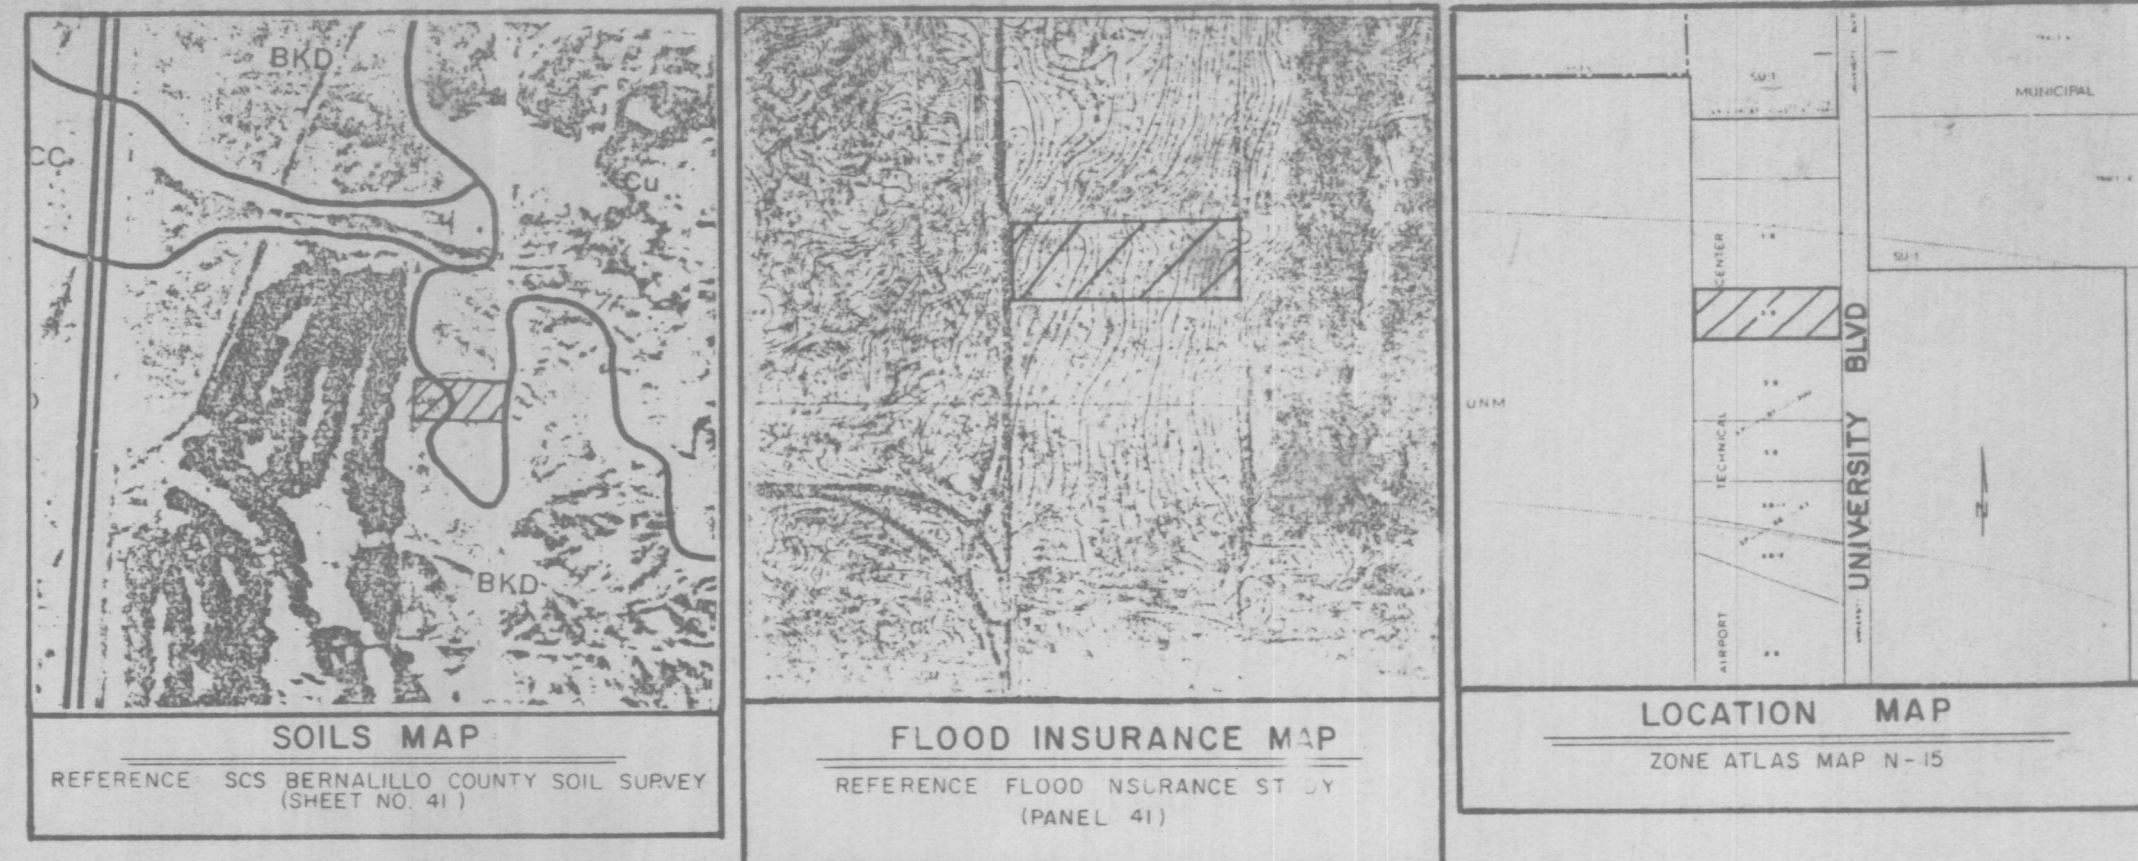 BKD
CC
Cu
BKD
SOILS MAP
REFERENCE SCS BERNALILLO COUNTY SOIL SURVEY
(SHEET NO. 41)
FLOOD INSURANCE MAP
REFERENCE FLOOD NSURANCE ST DY
(PANEL 41)
SU-1
MUNICIPAL
SU-1
CENTER
UNM
TECHNICAL
AIRPORT
UNIVERSITY BLVD
N
LOCATION MAP
ZONE ATLAS MAP N-15